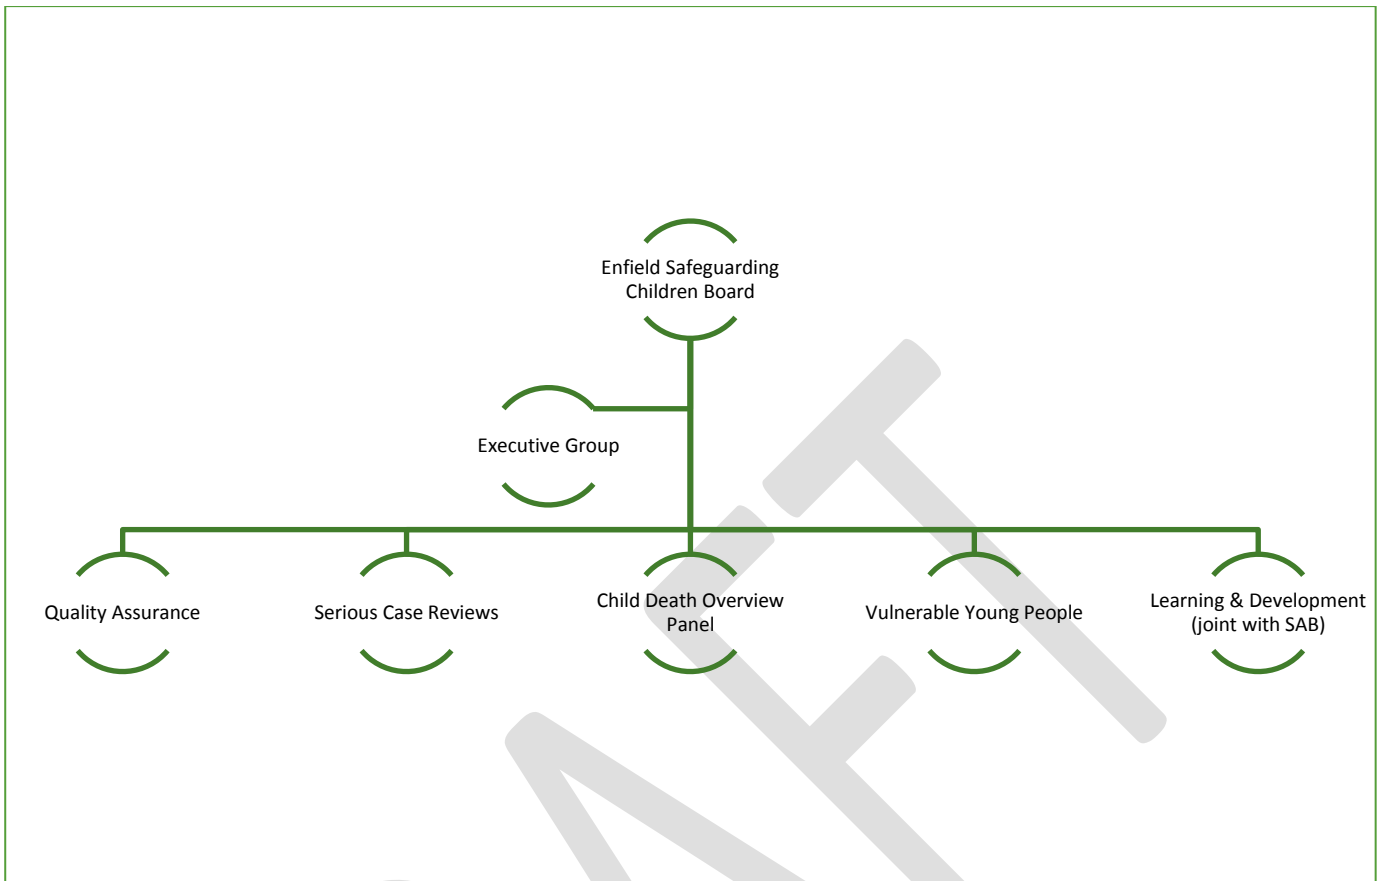 Enfield Safeguarding
Children Board
Executive Group
Quality Assurance
Serious Case Reviews
Child Death Overview
Panel
Vulnerable Young People
Learning & Development
(joint with SAB)